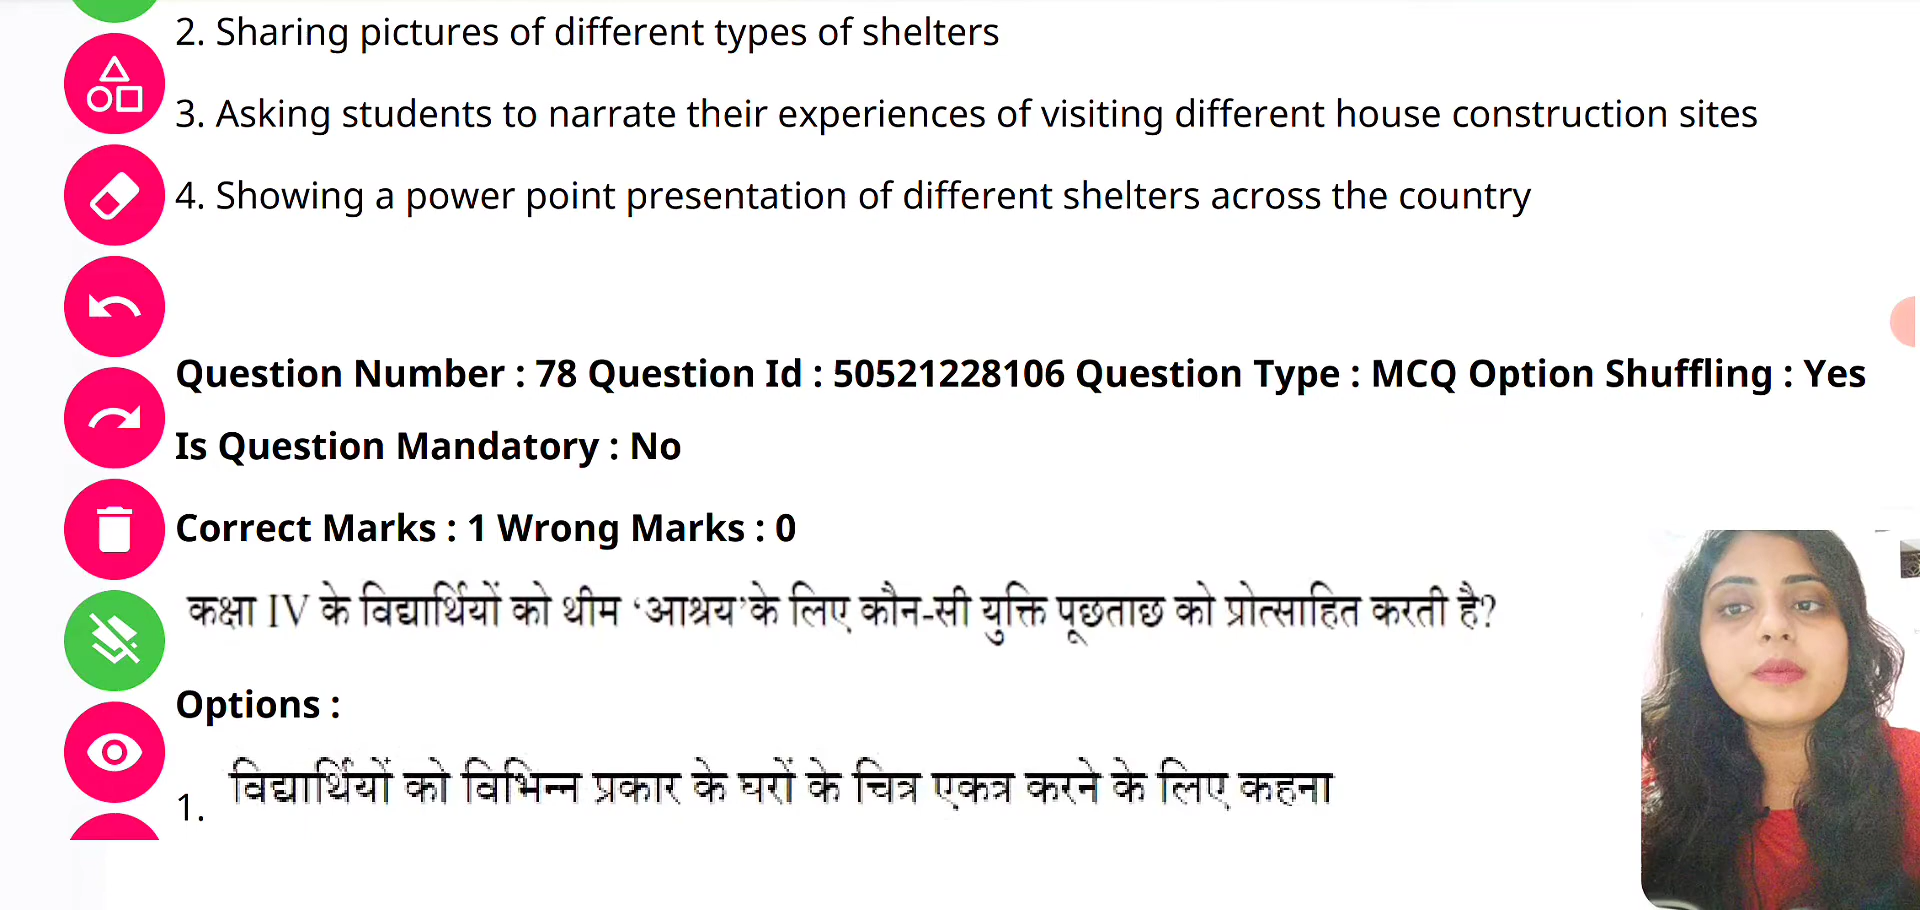 2. Sharing pictures of different types of shelters
3. Asking students to narrate their experiences of visiting different house construction sites
4. Showing a power point presentation of different shelters across the country
Question Number : 78 Question Id : 50521228106 Question Type : MCQ Option Shuffling : Yes
Is Question Mandatory : No
Correct Marks : 1 Wrong Marks : 0
कक्षा IV के विद्यार्थियों को थीम ‘आश्रय’के लिए कौन-सी युक्ति पूछताछ को प्रोत्साहित करती है?
Options :
1. विद्यार्थियों को विभिन्न प्रकार के घरों के चित्र एकत्र करने के लिए कहना